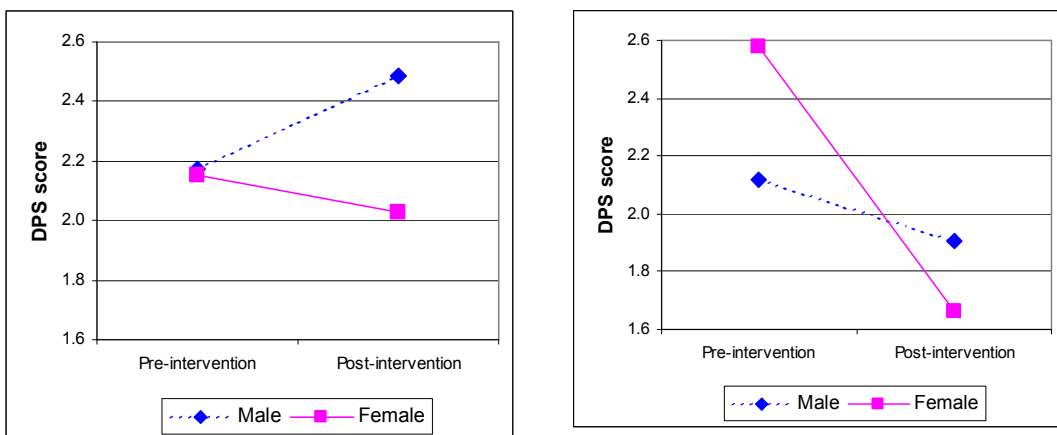 2.6
2.4
2.2
2.0
1.8
1.6
DPS score
Pre-intervention Post-intervention
Male Female
2.6
2.4
2.2
2.0
1.8
1.6
DPS score
Pre-intervention Post-intervention
Male Female